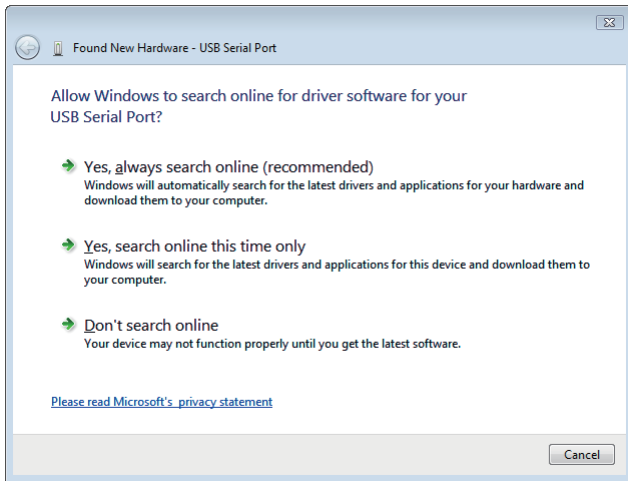 Found New Hardware - USB Serial Port
Allow Windows to search online for driver software for your
USB Serial Port?
Yes, always search online (recommended)
Windows will automatically search for the latest drivers and applications for your hardware and
download them to your computer.
Yes, search online this time only
Windows will search for the latest drivers and applications for this device and download them to
your computer.
Don't search online
Your device may not function properly until you get the latest software.
Please read Microsoft's privacy statement
Cancel